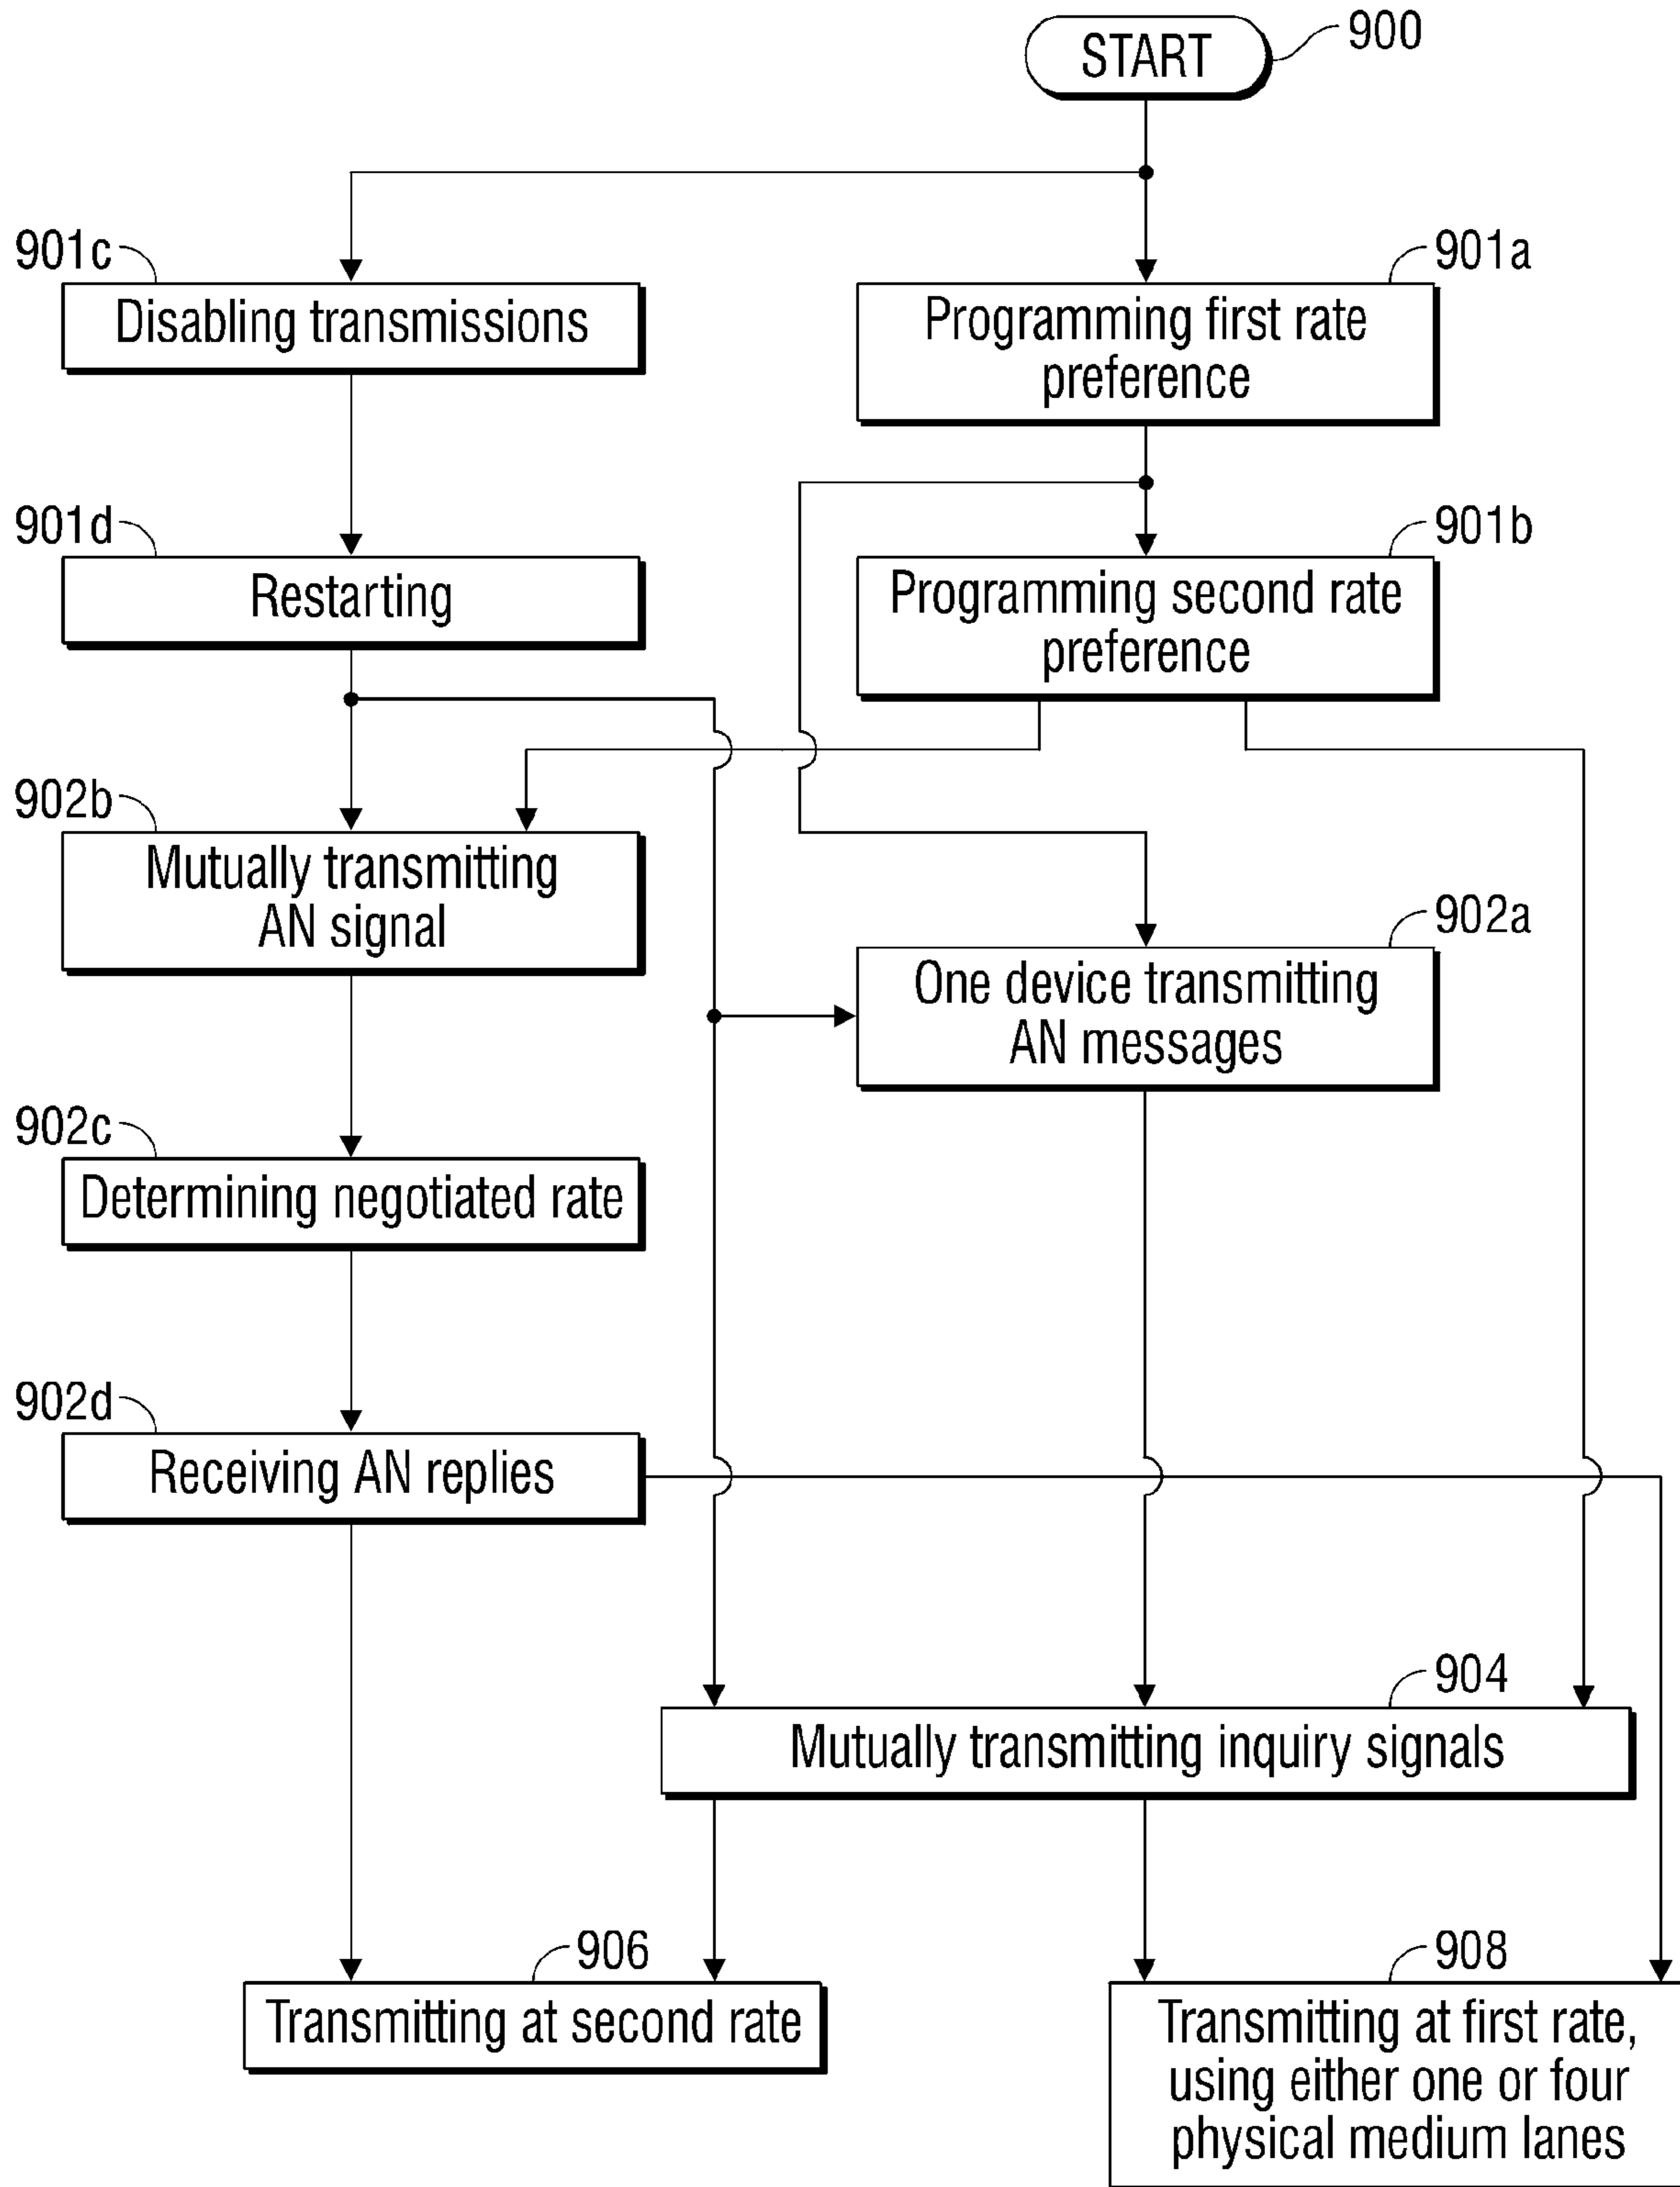 START
900
901c
901a
Disabling transmissions
Programming first rate
preference
901d
901b
Restarting
Programming second rate
preference
902b
Mutually transmitting
AN signal
902a
One device transmitting
AN messages
902c
Determining negotiated rate
902d
Receiving AN replies
904
Mutually transmitting inquiry signals
906
908
Transmitting at second rate
Transmitting at first rate,
using either one or four
physical medium lanes